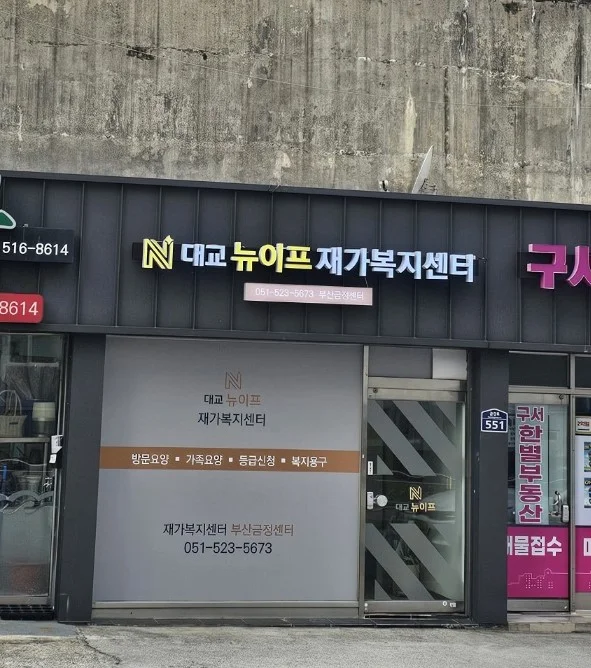 516-8614
8614
N 대교 뉴이프 재가복지센터
051-523-5673 부산금정센터
구서
N
대교 뉴이프
재가복지센터
방문요양 ▪ 가족요양 ▪ 등급신청 ▪ 복지용구
재가복지센터 부산금정센터
051-523-5673
N
대교 뉴이프
551
구서
한별부동산
매물접수